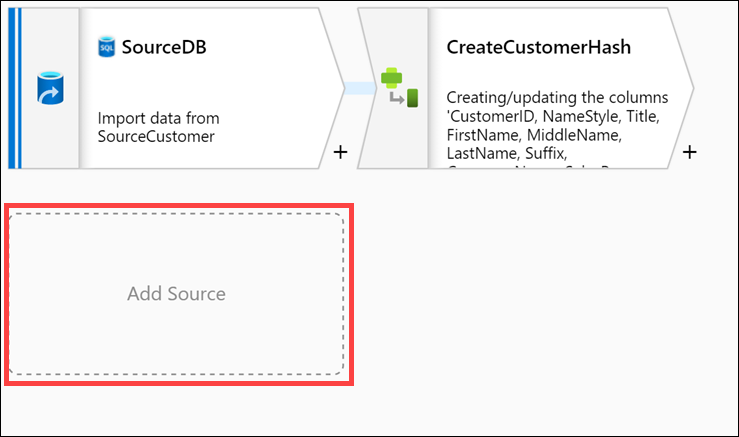 SQL
SourceDB
Import data from
SourceCustomer
+
CreateCustomerHash
Creating/updating the columns
'CustomerID, NameStyle, Title,
FirstName, MiddleName,
LastName, Suffix,
+
Add Source